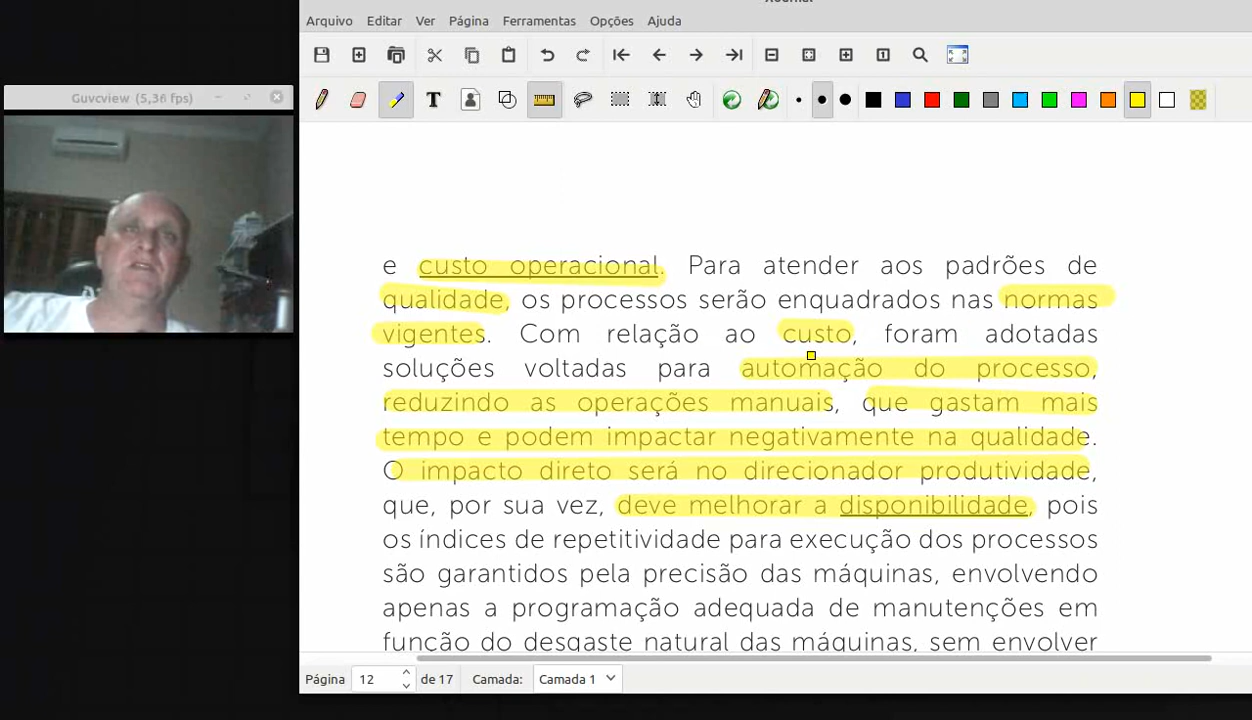 Xournal
Arquivo Editar Ver Página Ferramentas Opções Ajuda
Guvcview (5,36 fps)
e custo operacional. Para atender aos padrões de
qualidade, os processos serão enquadrados nas normas
vigentes. Com relação ao custo, foram adotadas
soluções voltadas para automação do processo,
reduzindo as operações manuais, que gastam mais
tempo e podem impactar negativamente na qualidade.
O impacto direto será no direcionador produtividade,
que, por sua vez, deve melhorar a disponibilidade, pois
os índices de repetitividade para execução dos processos
são garantidos pela precisão das máquinas, envolvendo
apenas a programação adequada de manutenções em
função do desgaste natural das máquinas, sem envolver
Página 12 de 17 Camada: Camada 1